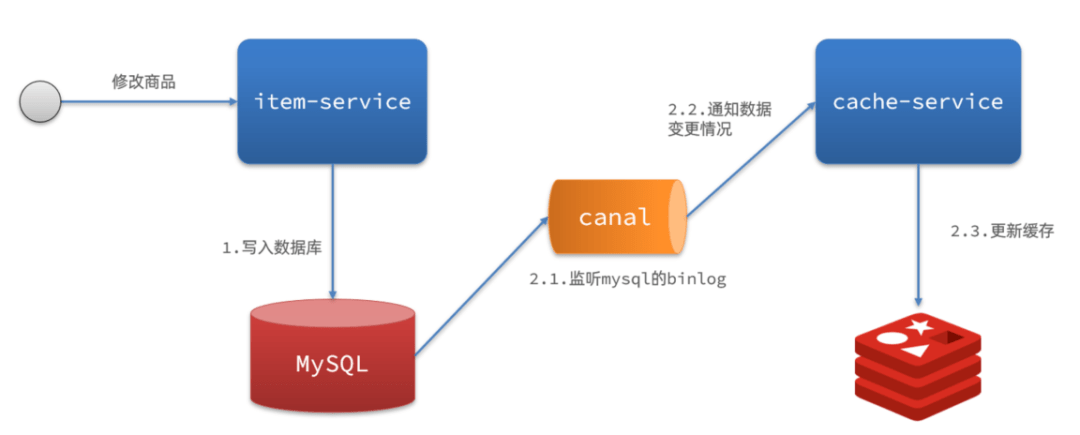 修改商品
item-service
1.写入数据库
MySQL
canal
2.1.监听mysql的binlog
2.2.通知数据
变更情况
cache-service
2.3.更新缓存